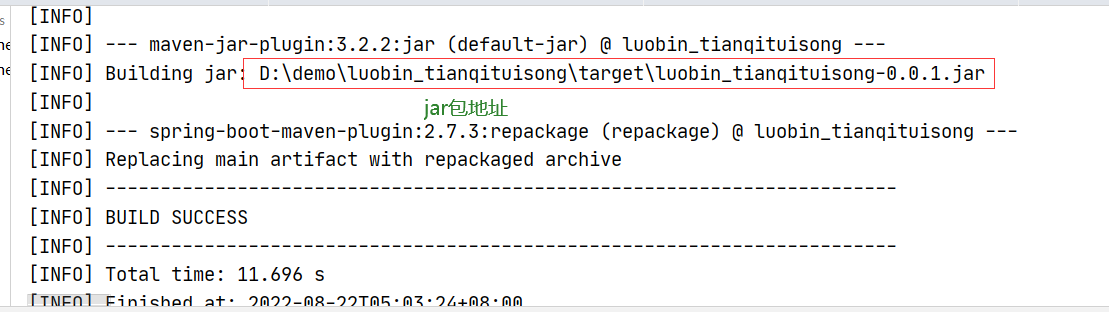 [INFO]
[INFO] --- maven-jar-plugin:3.2.2:jar (default-jar) @ luobin_tianqituisong ---
[INFO] Building jar: D:\demo\luobin_tianqituisong\target\luobin_tianqituisong-0.0.1.jar
[INFO]
jar包地址
[INFO] --- spring-boot-maven-plugin:2.7.3:repackage (repackage) @ luobin_tianqituisong ---
[INFO] Replacing main artifact with repackaged archive
[INFO] ------------------------------------------------------------------------
[INFO] BUILD SUCCESS
[INFO] ------------------------------------------------------------------------
[INFO] Total time: 11.696 s
[INFO] Finished at: 2022-08-22T05:03:24+08:00